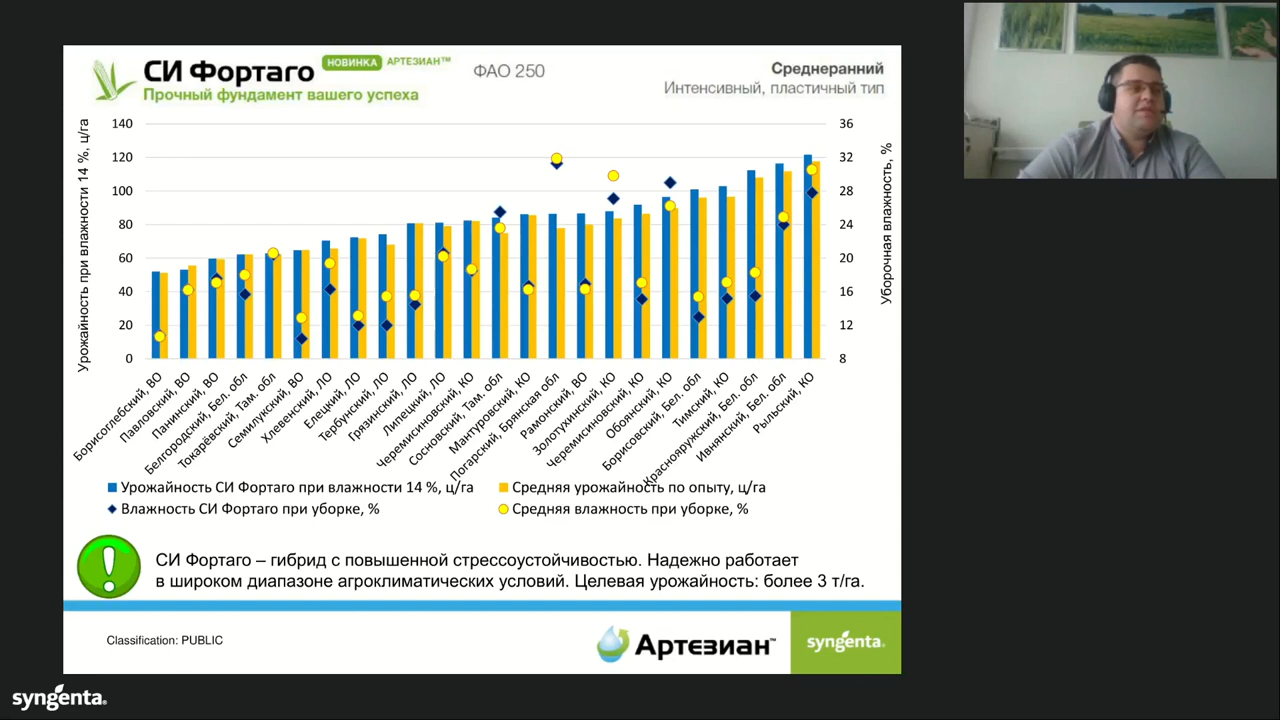 СИ Фортаго НОВИНКА АРТЕЗИАН™ ФАО 250 Среднеранний
Прочный фундамент вашего успеха Интенсивный, пластичный тип
Урожайность при влажности 14 %, ц/га
140
120
100
80
60
40
20
0
36
32
28
24
20
16
12
8
Уборочная влажность, %
Борисоглебский, ВО
Павловский, ВО
Панинский, ВО
Белгородский, Бел. обл
Токарёвский, Там. обл
Семилукский, ВО
Хлевенский, ЛО
Елецкий, ЛО
Тербунский, ЛО
Грязинский, ЛО
Липецкий, ЛО
Черемисиновский, КО
Сосновский, Там. обл
Мантуровский, КО
Погарский, Брянская обл
Рамонский, ВО
Золотухинский, КО
Черемисиновский, КО
Обоянский, КО
Борисовский, Бел. обл
Тимский, КО
Краснояружский, Бел. обл
Ивнянский, Бел. обл
Рыльский, КО
Урожайность СИ Фортаго при влажности 14 %, ц/га Средняя урожайность по опыту, ц/га
Влажность СИ Фортаго при уборке, % Средняя влажность при уборке, %
СИ Фортаго – гибрид с повышенной стрессоустойчивостью. Надежно работает
в широком диапазоне агроклиматических условий. Целевая урожайность: более 3 т/га.
Classification: PUBLIC
Артезиан™ syngenta.
syngenta.